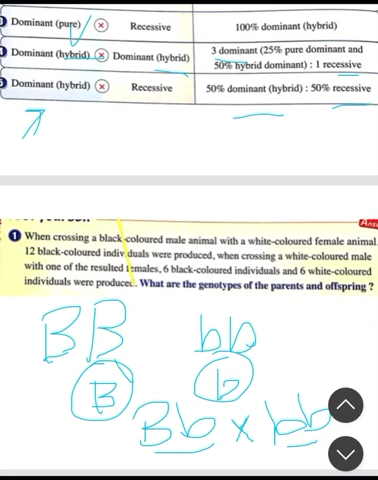 Dominant (pure) × Recessive 100% dominant (hybrid)
Dominant (hybrid) × Dominant (hybrid) 3 dominant (25% pure dominant and
50% hybrid dominant) : 1 recessive
Dominant (hybrid) × Recessive 50% dominant (hybrid) : 50% recessive
1 When crossing a black-coloured male animal with a white-coloured female animal
12 black-coloured individuals were produced, when crossing a white-coloured male
with one of the resulted females, 6 black-coloured individuals and 6 white-coloured
individuals were produced. What are the genotypes of the parents and offspring ?
BB bb
B b
Bb × bb